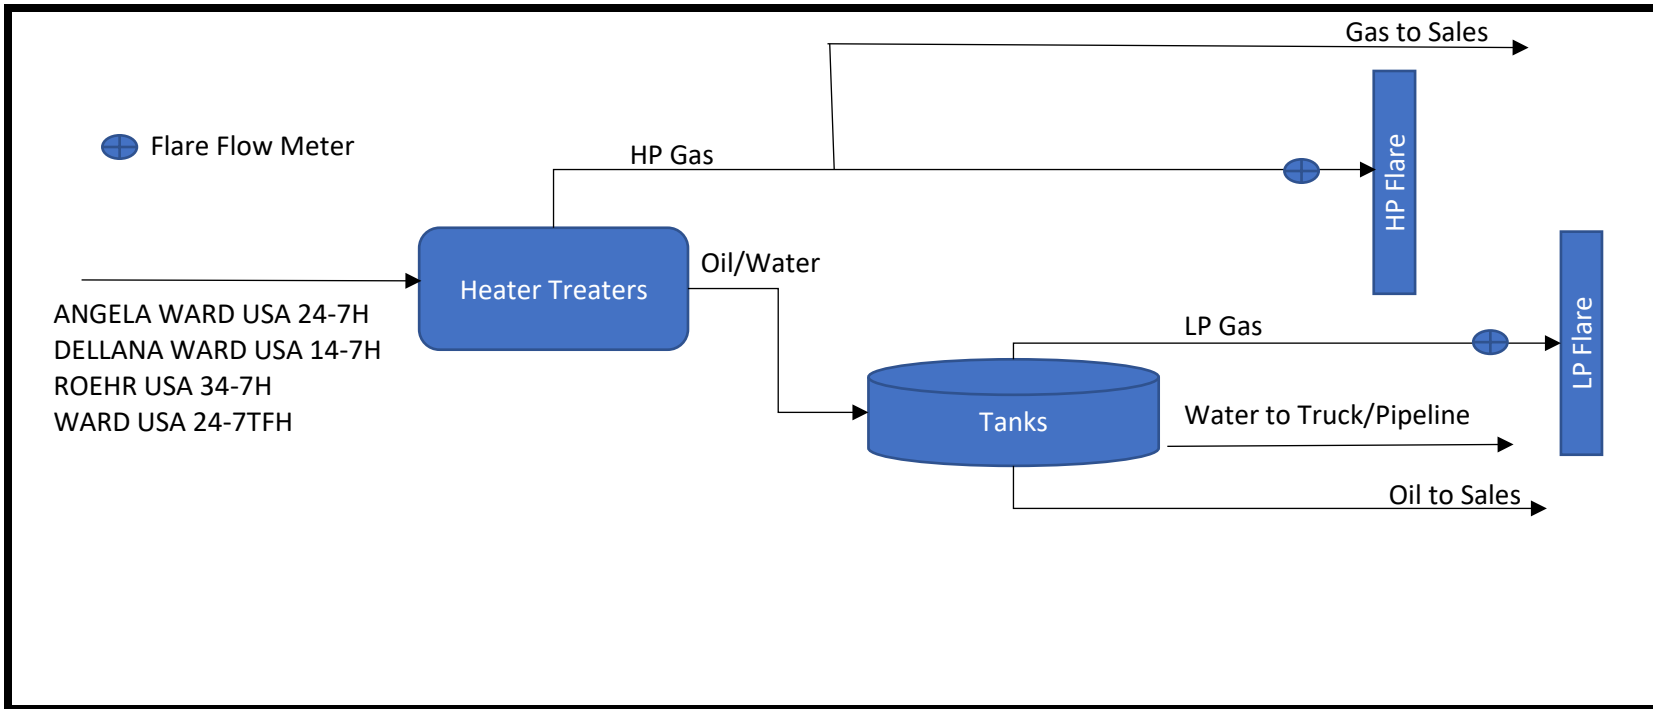 Gas to Sales
Flare Flow Meter
HP Gas
HP Flare
Oil/Water
Heater Treaters
ANGELA WARD USA 24-7H
DELLANA WARD USA 14-7H
ROEHR USA 34-7H
WARD USA 24-7TFH
LP Gas
LP Flare
Tanks
Water to Truck/Pipeline
Oil to Sales